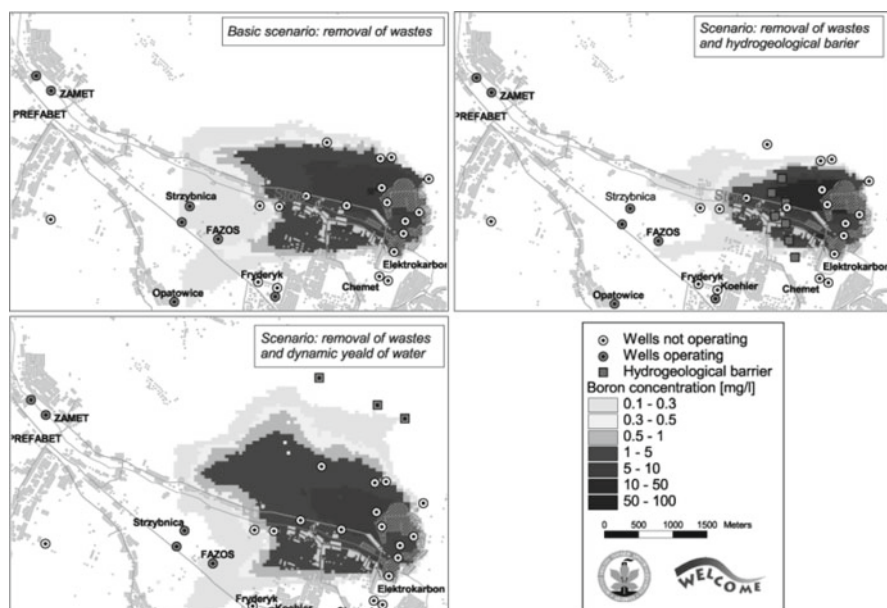 Basic scenario: removal of wastes
ZAMET
PREFABET
Strzybnica
FAZOS
Opatowice
Fryderyk
Elektrokarbon
Chemet
Scenario: removal of wastes
and hydrogeological barier
ZAMET
PREFABET
Strzybnica
FAZOS
Opatowice
Fryderyk
Koehler
Elektrokarbon
Chemet
Scenario: removal of wastes
and dynamic yeald of water
ZAMET
PREFABET
Strzybnica
FAZOS
Fryderyk
Koehler
Elektrokarbon
Wells not operating
Wells operating
Hydrogeological barrier
Boron concentration [mg/l]
0.1 - 0.3
0.3 - 0.5
0.5 - 1
1 - 5
5 - 10
10 - 50
50 - 100
0 500 1000 1500 Meters
WELCOME